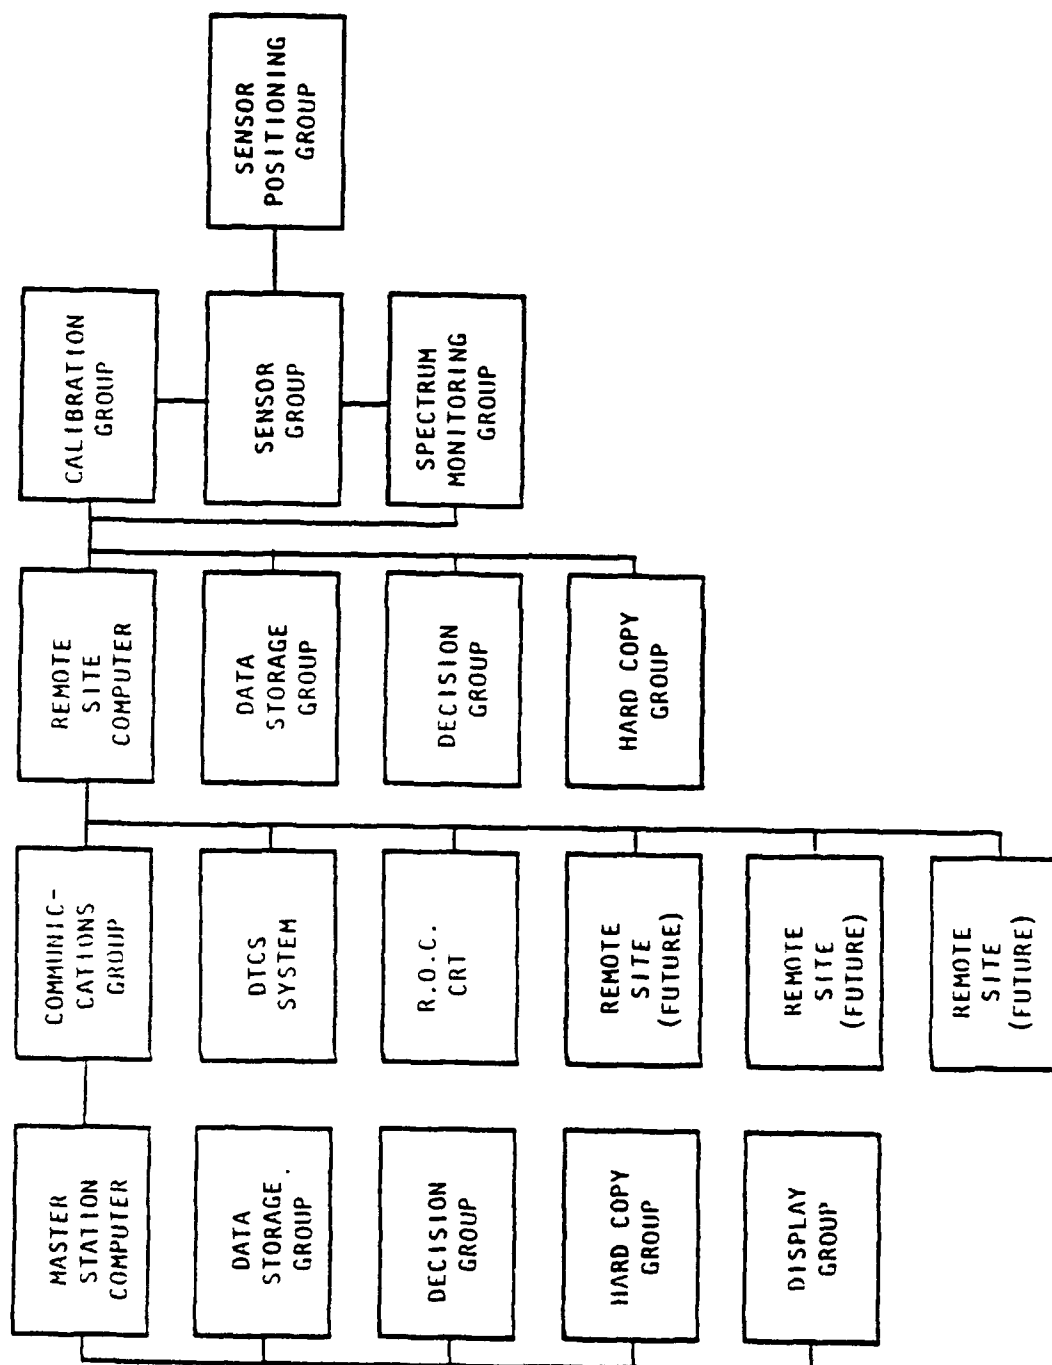 MASTER
STATION
COMPUTER
DATA
STORAGE.
GROUP
DECISION
GROUP
HARD COPY
GROUP
DISPLAY
GROUP
COMMUNIC-
CATIONS
GROUP
DTCS
SYSTEM
R.O.C.
CRT
REMOTE
SITE
(FUTURE)
REMOTE
SITE
(FUTURE)
REMOTE
SITE
(FUTURE)
REMOTE
SITE
COMPUTER
DATA
STORAGE
GROUP
DECISION
GROUP
HARD COPY
GROUP
CALIBRATION
GROUP
SENSOR
GROUP
SPECTRUM
MONITORING
GROUP
SENSOR
POSITIONING
GROUP